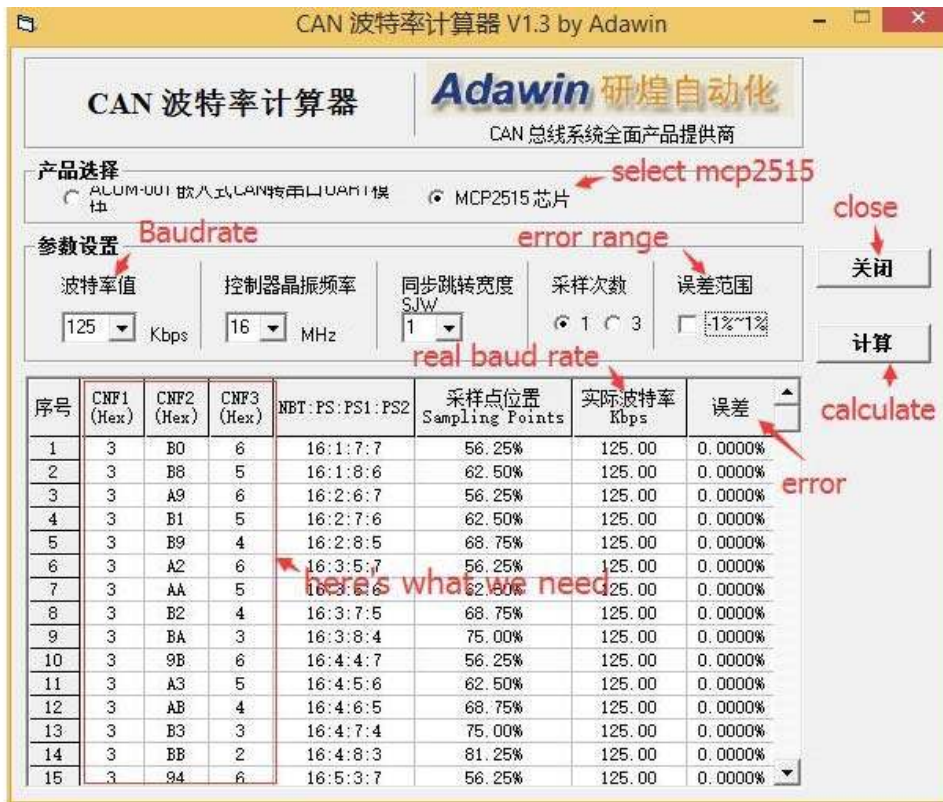 CAN 波特率计算器 V1.3 by Adawin
CAN 波特率计算器
Adawin 研煌自动化
CAN 总线系统全面产品提供商
产品选择
select mcp2515
ACUM-001 嵌入式CAN转串口UART模
MCP2515 芯片
close
参数设置
Baudrate
error range
关闭
波特率值
控制器晶振频率
同步跳转宽度
SJW
采样次数
误差范围
125 Kbps
16 MHz
1
1 3
-1%~1%
计算
real baud rate
calculate
序号 CNF1 (Hex) CNF2 (Hex) CNF3 (Hex) NBT:PS:PS1:PS2 采样点位置 Sampling Points 实际波特率 Kbps 误差
error
1 3 B0 6 16:1:7:7 56.25% 125.00 0.0000%
2 3 B8 5 16:1:8:6 62.50% 125.00 0.0000%
3 3 A9 6 16:2:6:7 56.25% 125.00 0.0000%
4 3 B1 5 16:2:7:6 62.50% 125.00 0.0000%
5 3 B9 4 16:2:8:5 68.75% 125.00 0.0000%
6 3 A2 6 16:3:5:7 56.25% 125.00 0.0000%
here's what we need
7 3 AA 5 16:3:6:6 62.50% 125.00 0.0000%
8 3 B2 4 16:3:7:5 68.75% 125.00 0.0000%
9 3 BA 3 16:3:8:4 75.00% 125.00 0.0000%
10 3 9B 6 16:4:4:7 56.25% 125.00 0.0000%
11 3 A3 5 16:4:5:6 62.50% 125.00 0.0000%
12 3 AB 4 16:4:6:5 68.75% 125.00 0.0000%
13 3 B3 3 16:4:7:4 75.00% 125.00 0.0000%
14 3 BB 2 16:4:8:3 81.25% 125.00 0.0000%
15 3 94 6 16:5:3:7 56.25% 125.00 0.0000%